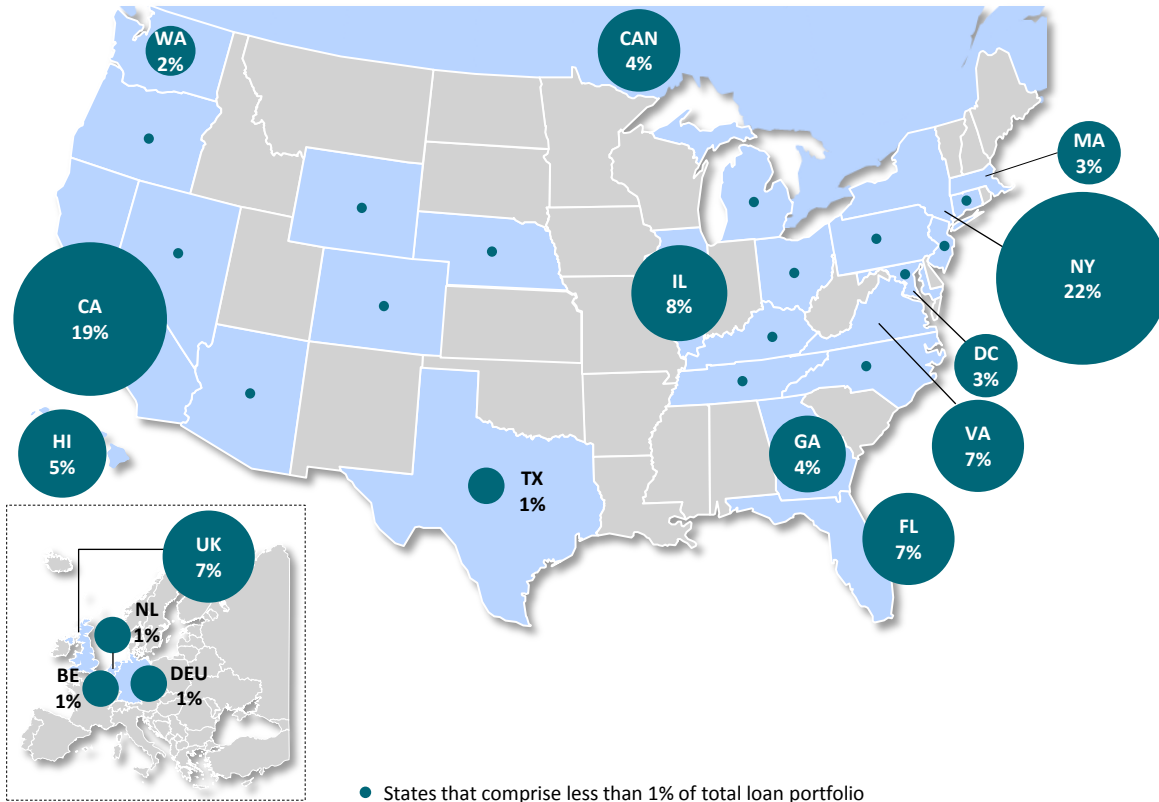 WA
2%
CAN
4%
MA
3%
NY
22%
IL
8%
CA
19%
DC
3%
HI
5%
GA
4%
VA
7%
TX
1%
FL
7%
UK
7%
NL
1%
BE
1%
DEU
1%
States that comprise less than 1% of total loan portfolio